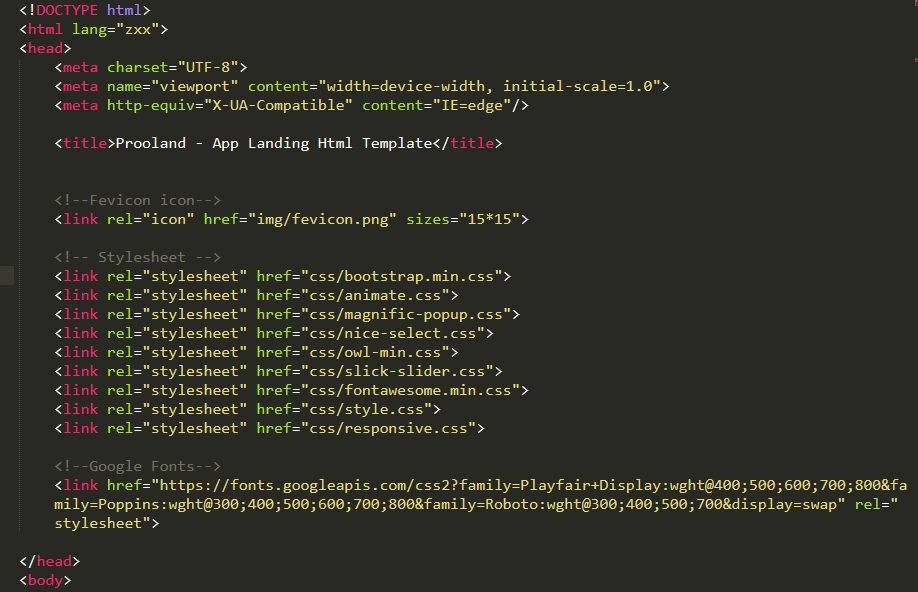 <!DOCTYPE html>
<html lang="zxx">
<head>
<meta charset="UTF-8">
<meta name="viewport" content="width=device-width, initial-scale=1.0">
<meta http-equiv="X-UA-Compatible" content="IE=edge"/>
<title>Prooland - App Landing Html Template</title>
<!--Fevicon icon-->
<link rel="icon" href="img/fevicon.png" sizes="15*15">
<!-- Stylesheet -->
<link rel="stylesheet" href="css/bootstrap.min.css">
<link rel="stylesheet" href="css/animate.css">
<link rel="stylesheet" href="css/magnific-popup.css">
<link rel="stylesheet" href="css/nice-select.css">
<link rel="stylesheet" href="css/owl-min.css">
<link rel="stylesheet" href="css/slick-slider.css">
<link rel="stylesheet" href="css/fontawesome.min.css">
<link rel="stylesheet" href="css/style.css">
<link rel="stylesheet" href="css/responsive.css">
<!--Google Fonts-->
<link href="https://fonts.googleapis.com/css2?family=Playfair+Display:wght@400;500;600;700;800&fa
mily=Poppins:wght@300;400;500;600;700;800&family=Roboto:wght@300;400;500;700&display=swap" rel="
stylesheet">
</head>
<body>